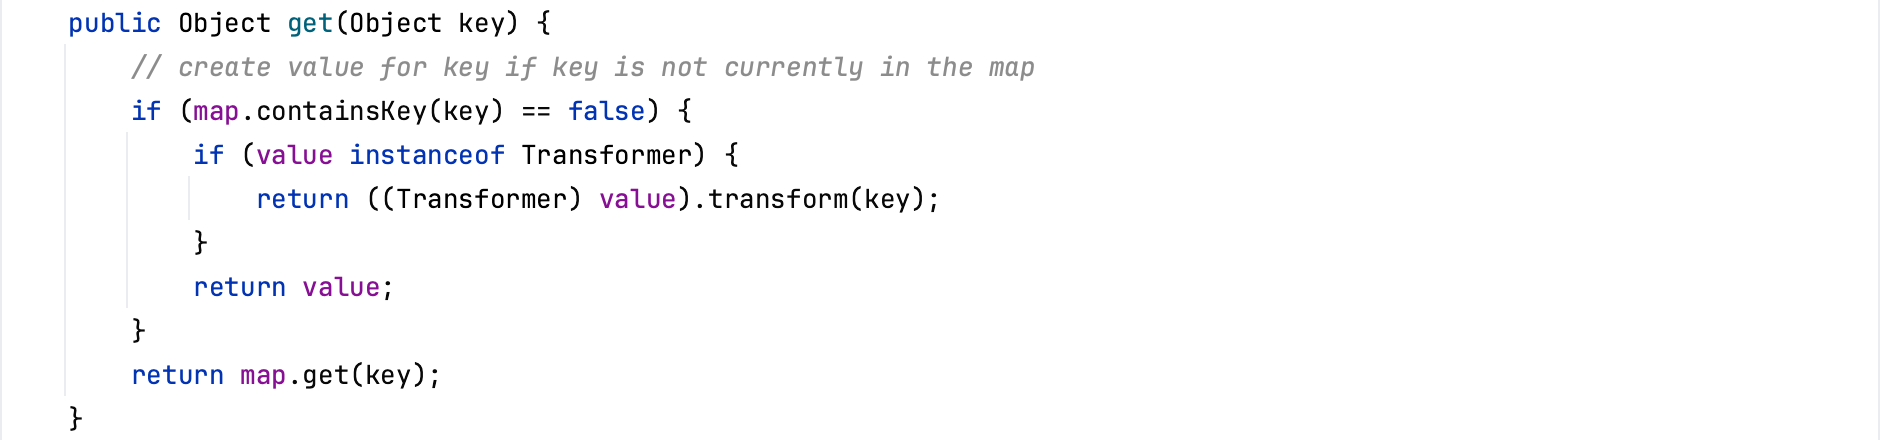 public Object get(Object key) {
    // create value for key if key is not currently in the map
    if (map.containsKey(key) == false) {
        if (value instanceof Transformer) {
            return ((Transformer) value).transform(key);
        }
        return value;
    }
    return map.get(key);
}